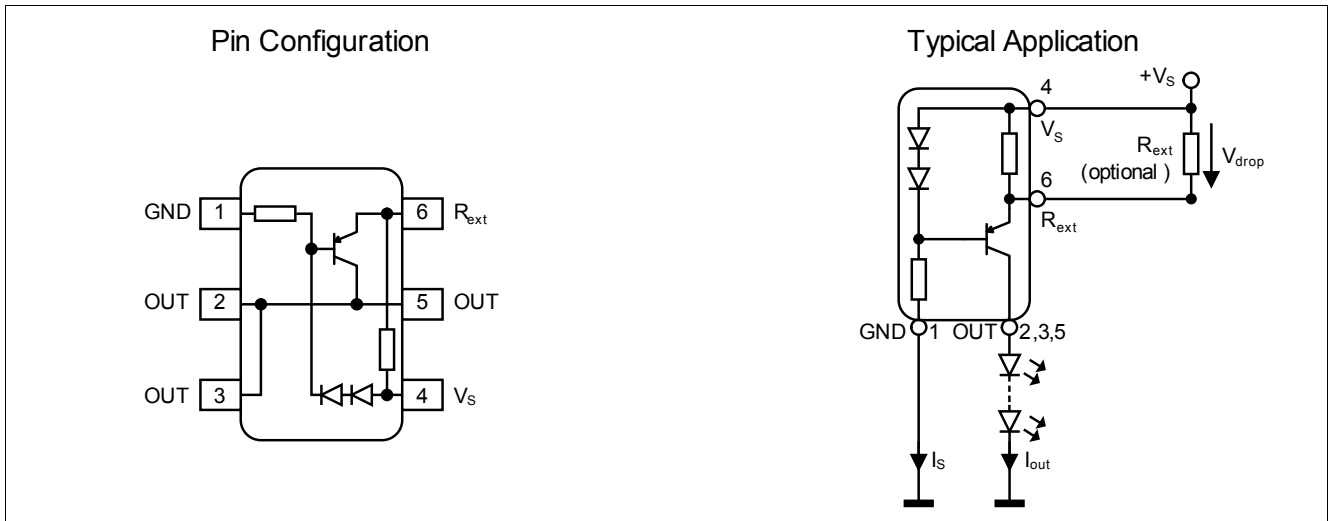 Pin Configuration
GND 1
6 Rext
OUT 2
5 OUT
OUT 3
4 VS
Typical Application
+VS
4
VS
Rext
(optional )
Vdrop
6
Rext
GND 1 OUT 2,3,5
IS
Iout